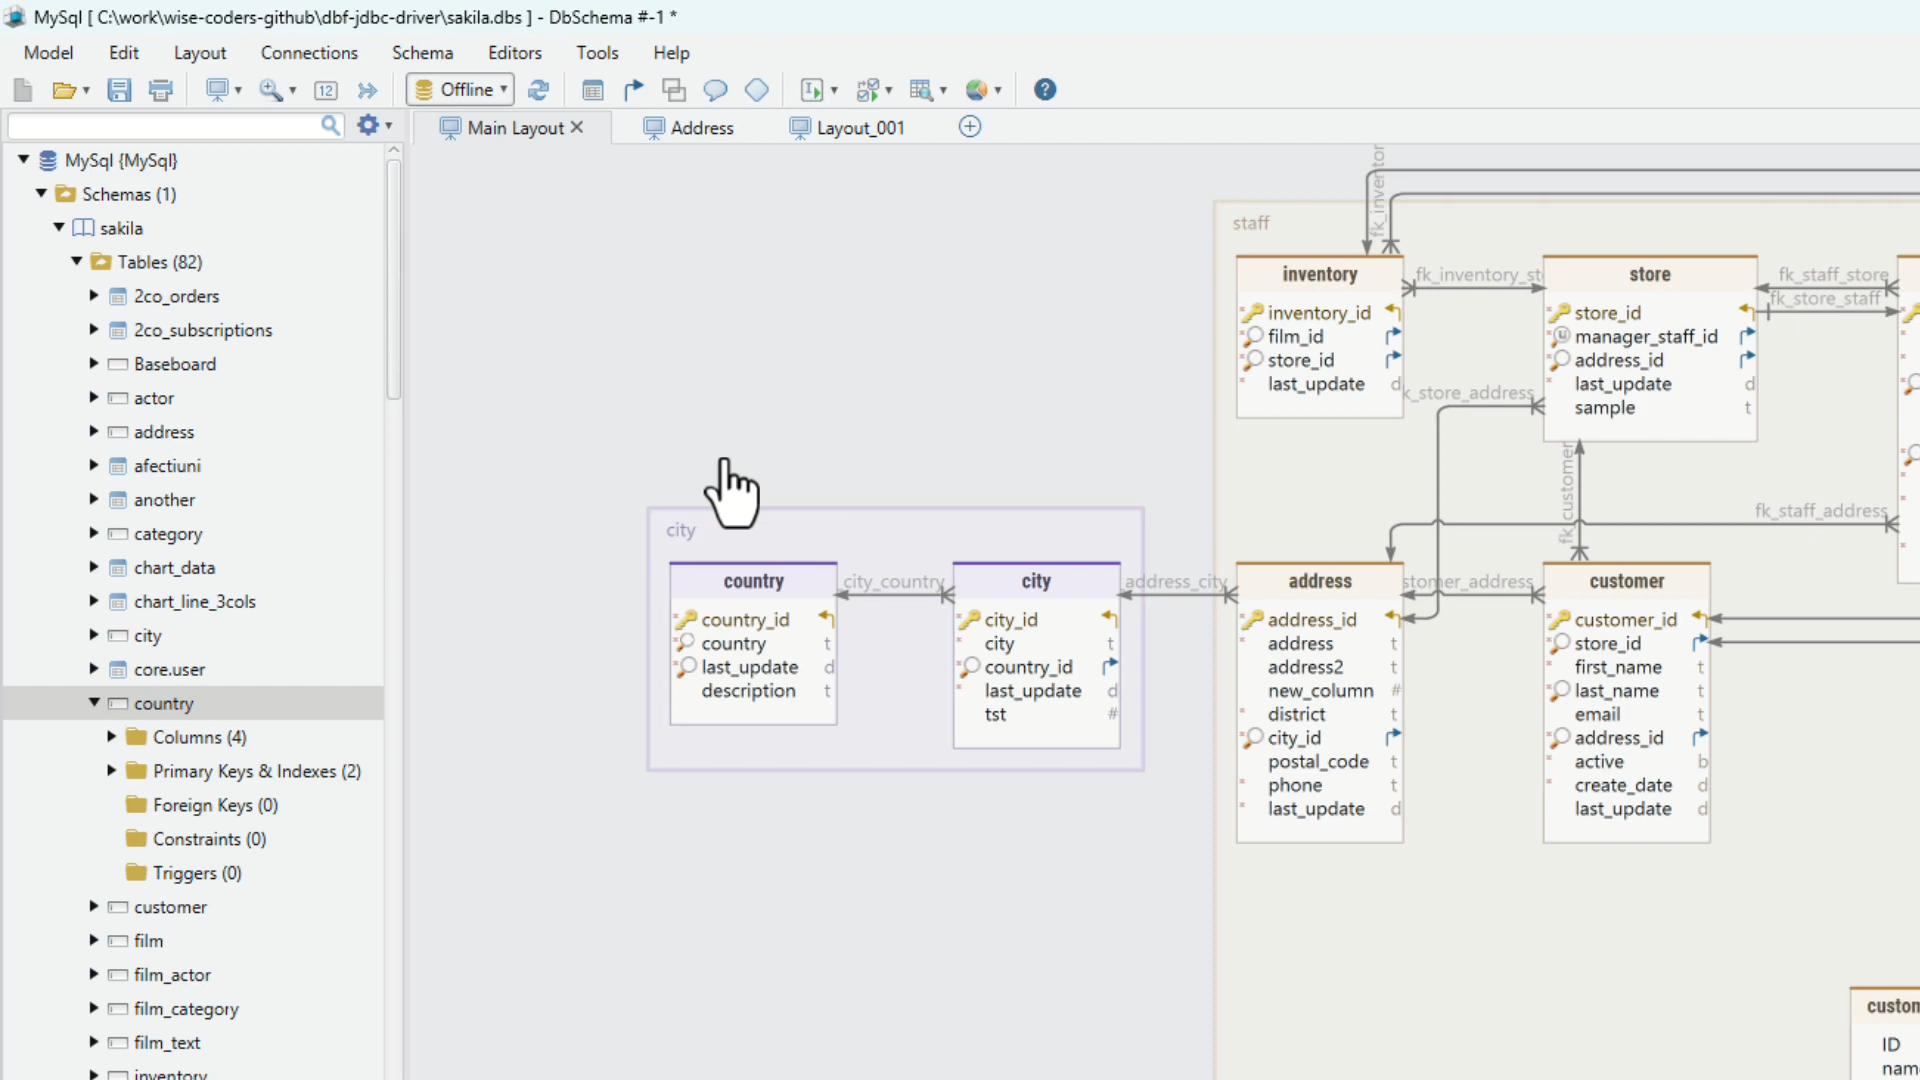 MySql [ C:\work\wise-coders-github\dbf-jdbc-driver\sakila.dbs ] - DbSchema #-1 *
Model Edit Layout Connections Schema Editors Tools Help
12 Offline
Main Layout Address Layout_001
MySql {MySql}
Schemas (1)
sakila
Tables (82)
2co_orders
2co_subscriptions
Baseboard
actor
address
afectiuni
another
category
chart_data
chart_line_3cols
city
core.user
country
Columns (4)
Primary Keys & Indexes (2)
Foreign Keys (0)
Constraints (0)
Triggers (0)
customer
film
film_actor
film_category
film_text
inventory
staff
fk_inventor
inventory
inventory_id
film_id
store_id
last_update d
fk_inventory_st
store
store_id
manager_staff_id
address_id
last_update d
sample t
fk_staff_store
fk_store_staff
k_store_address
fk_customer
fk_staff_address
city
country
country_id
country t
last_update d
description t
_city_country
city
city_id
city t
country_id
last_update d
tst #
address_city
address
address_id
address t
address2 t
new_column #
district t
city_id
postal_code t
phone t
last_update d
stomer_address
customer
customer_id
store_id
first_name t
last_name t
email t
address_id
active b
create_date d
last_update d
custom
ID
name